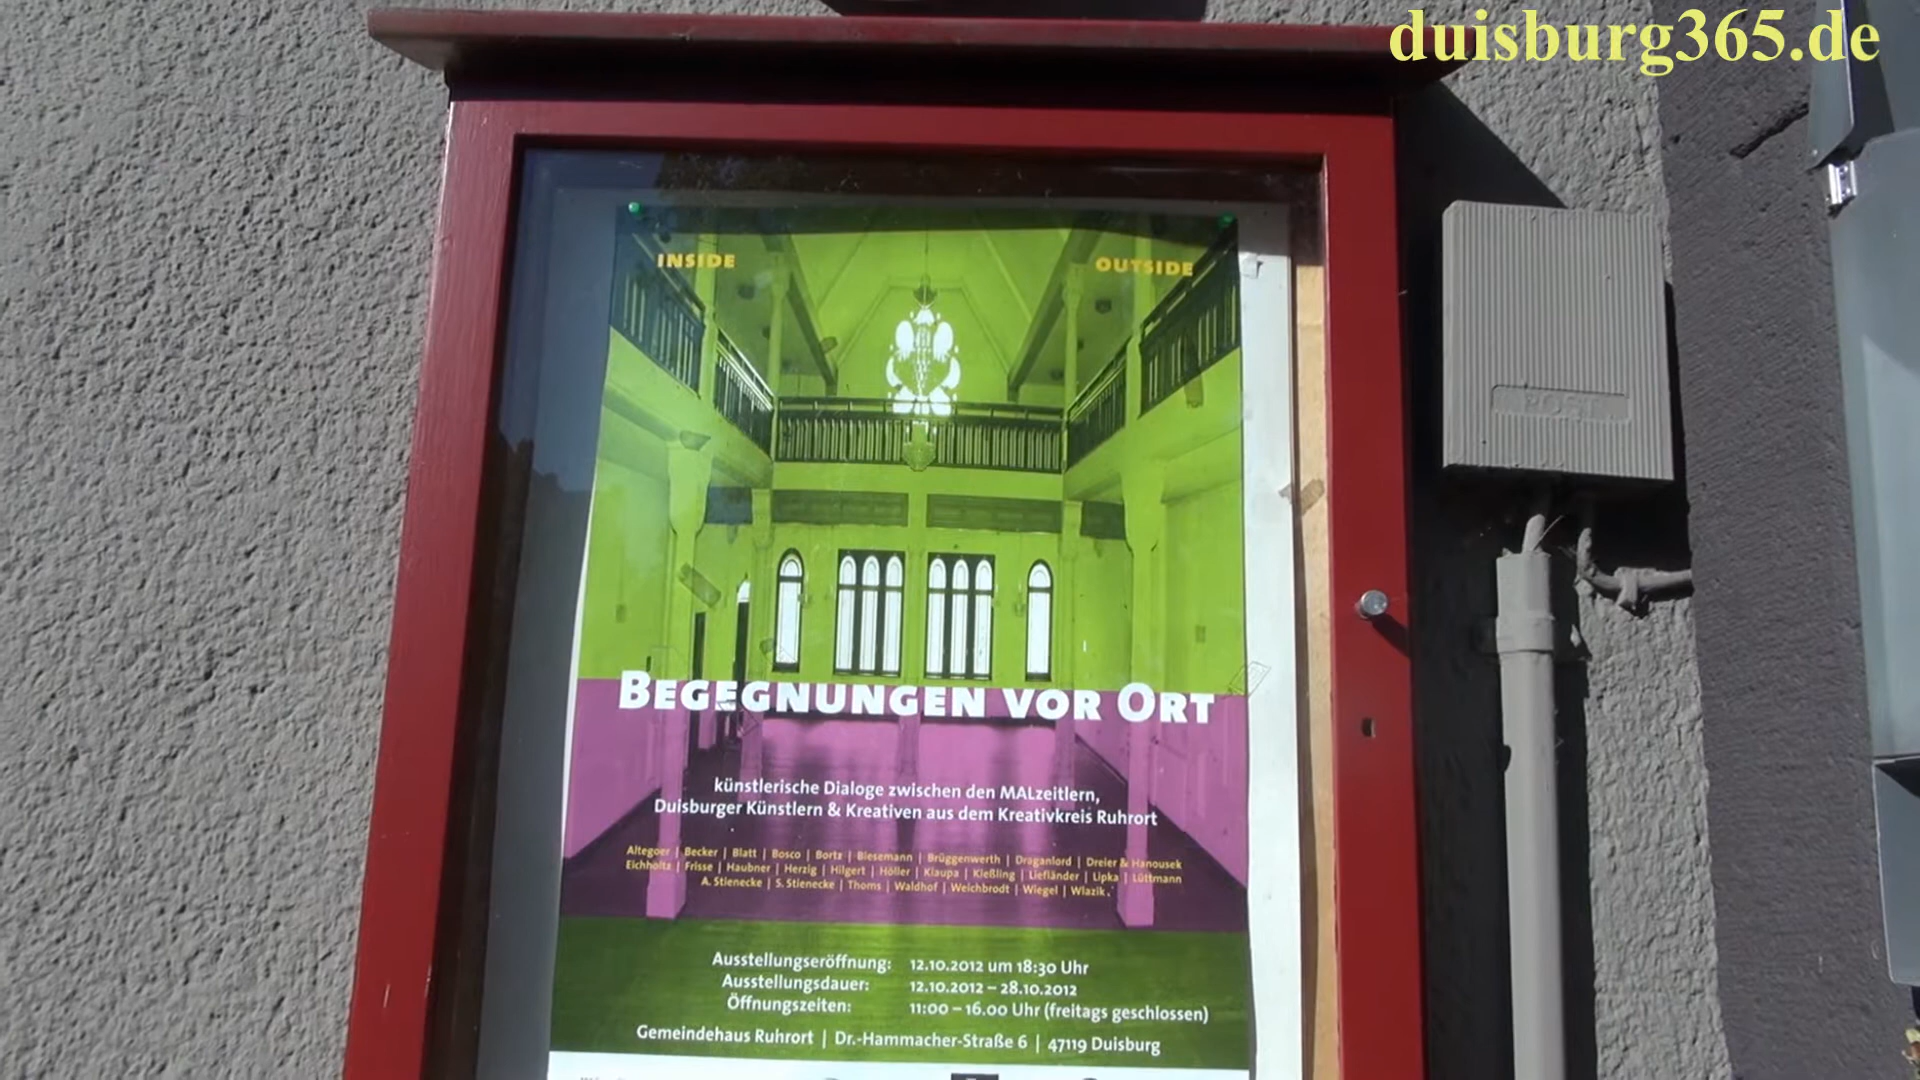 duisburg365.de
INSIDE OUTSIDE
POST
BEGEGNUNGEN VOR ORT
künstlerische Dialoge zwischen den MALzeitlern,
Duisburger Künstlern & Kreativen aus dem Kreativkreis Ruhrort
Altegoer | Becker | Blatt | Bosco | Bortz | Biesemann | Brüggenwerth | Draganlord | Dreier & Hanousek
Eichholtz | Frisse | Haubner | Herzig | Hilgert | Höller | Klaupa | Kießling | Liefländer | Lipka | Lüttmann
A. Stienecke | S. Stienecke | Thoms | Waldhof | Weichbrodt | Wiegel | Wlazik
Ausstellungseröffnung: 12.10.2012 um 18:30 Uhr
Ausstellungsdauer: 12.10.2012 – 28.10.2012
Öffnungszeiten: 11:00 – 16.00 Uhr (freitags geschlossen)
Gemeindehaus Ruhrort | Dr.-Hammacher-Straße 6 | 47119 Duisburg